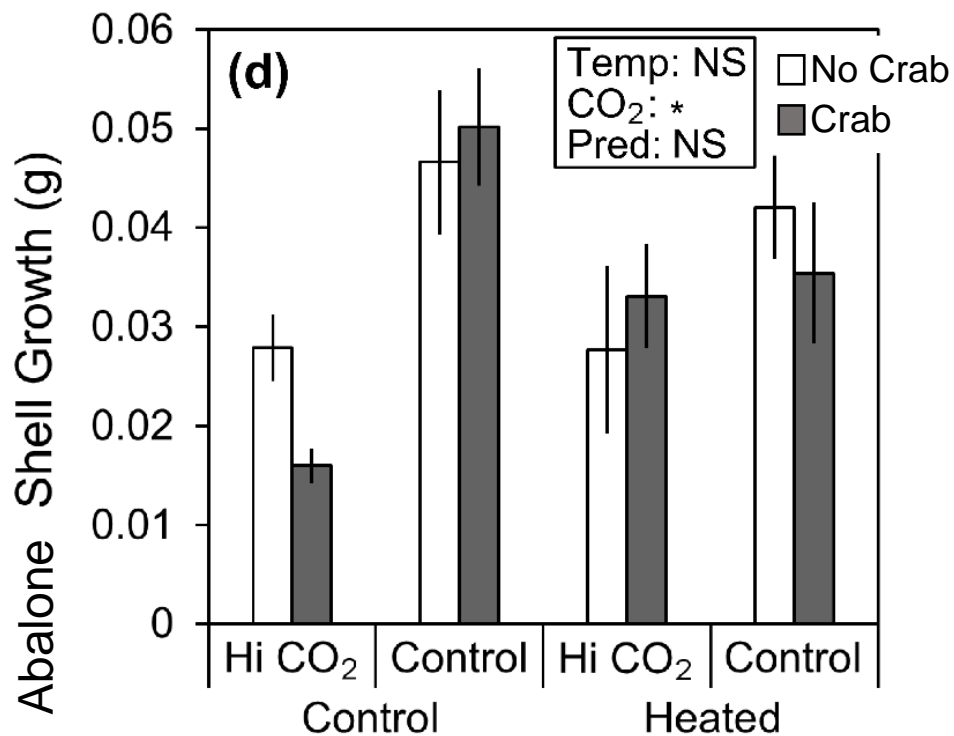 (d)
Temp: NS
CO₂: *
Pred: NS
No Crab
Crab
Abalone Shell Growth (g)
0.06
0.05
0.04
0.03
0.02
0.01
0
Hi CO₂ Control Hi CO₂ Control
Control Heated